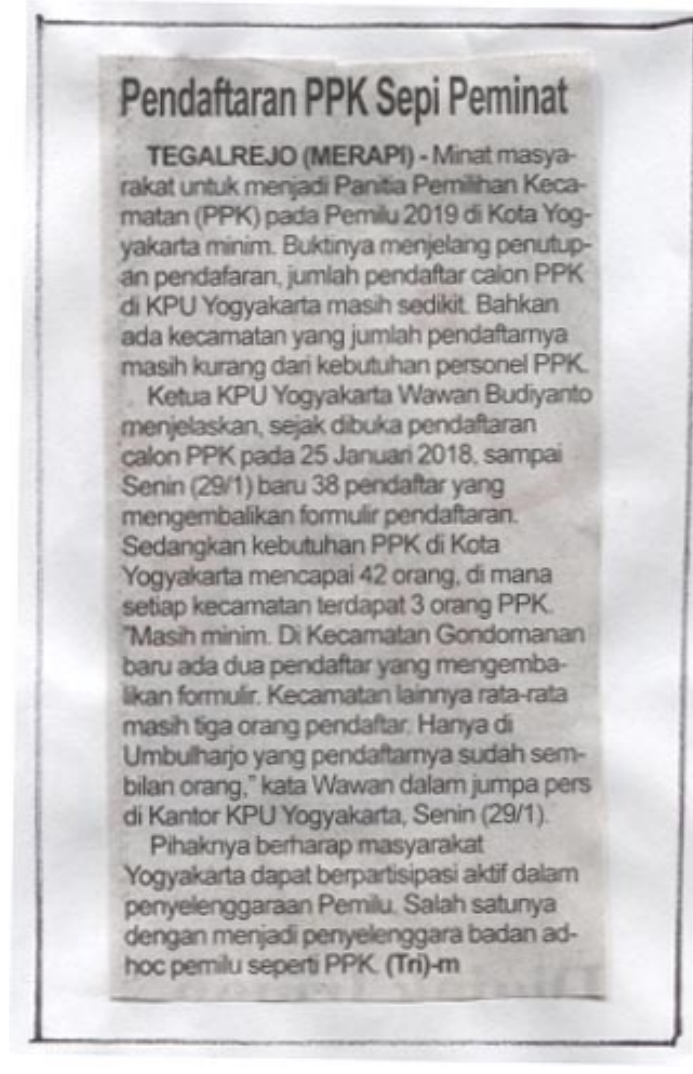 Pendaftaran PPK Sepi Peminat
TEGALREJO (MERAPI) - Minat masya-
rakat untuk menjadi Panitia Pemilihan Keca-
matan (PPK) pada Pemilu 2019 di Kota Yog-
yakarta minim. Buktinya menjelang penutup-
an pendafaran, jumlah pendaftar calon PPK
di KPU Yogyakarta masih sedikit. Bahkan
ada kecamatan yang jumlah pendaftarnya
masih kurang dari kebutuhan personel PPK.
Ketua KPU Yogyakarta Wawan Budiyanto
menjelaskan, sejak dibuka pendaftaran
calon PPK pada 25 Januari 2018, sampai
Senin (29/1) baru 38 pendaftar yang
mengembalikan formulir pendaftaran.
Sedangkan kebutuhan PPK di Kota
Yogyakarta mencapai 42 orang, di mana
setiap kecamatan terdapat 3 orang PPK.
"Masih minim. Di Kecamatan Gondomanan
baru ada dua pendaftar yang mengemba-
likan formulir. Kecamatan lainnya rata-rata
masih tiga orang pendaftar. Hanya di
Umbulharjo yang pendaftarnya sudah sem-
bilan orang," kata Wawan dalam jumpa pers
di Kantor KPU Yogyakarta, Senin (29/1).
Pihaknya berharap masyarakat
Yogyakarta dapat berpartisipasi aktif dalam
penyelenggaraan Pemilu. Salah satunya
dengan menjadi penyelenggara badan ad-
hoc pemilu seperti PPK. (Tri)-m